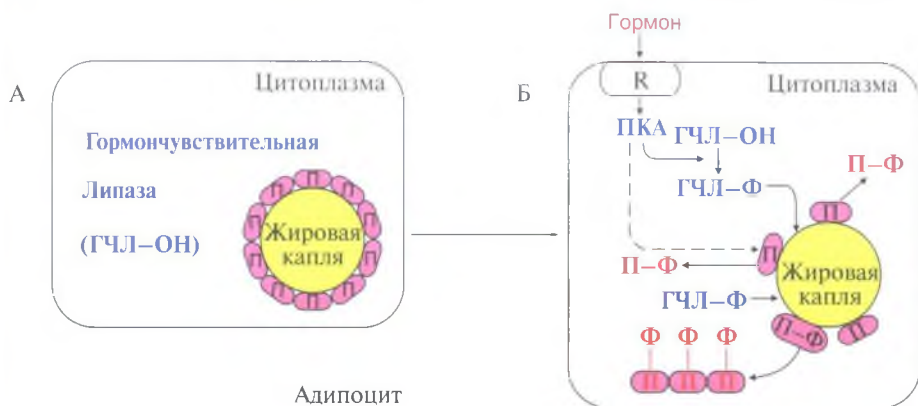 А
Цитоплазма
Гормончувствительная
Липаза
(ГЧЛ–ОН)
П
П
П
П
П
П
П
П
П
П
Жировая
капля
Адипоцит
Б
Гормон
R
Цитоплазма
ПКА
ГЧЛ–ОН
ГЧЛ–Ф
П–Ф
П
П
П–Ф
Жировая
капля
ГЧЛ–Ф
П–Ф
П
Ф Ф Ф
П П П